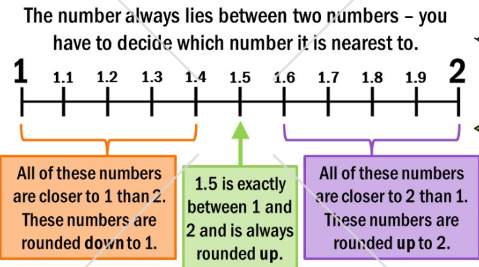 The number always lies between two numbers – you
have to decide which number it is nearest to.
1 1.1 1.2 1.3 1.4 1.5 1.6 1.7 1.8 1.9 2
All of these numbers
are closer to 1 than 2.
These numbers are
rounded down to 1.
1.5 is exactly
between 1 and
2 and is always
rounded up.
All of these numbers
are closer to 2 than 1.
These numbers are
rounded up to 2.